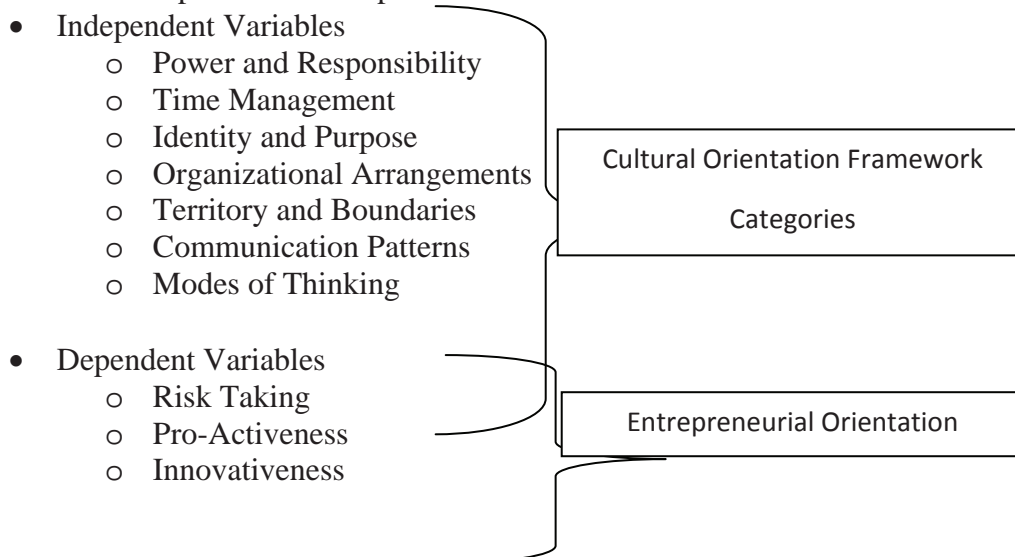 • Independent Variables
o Power and Responsibility
o Time Management
o Identity and Purpose
o Organizational Arrangements
o Territory and Boundaries
o Communication Patterns
o Modes of Thinking
Cultural Orientation Framework
Categories
• Dependent Variables
o Risk Taking
o Pro-Activeness
o Innovativeness
Entrepreneurial Orientation